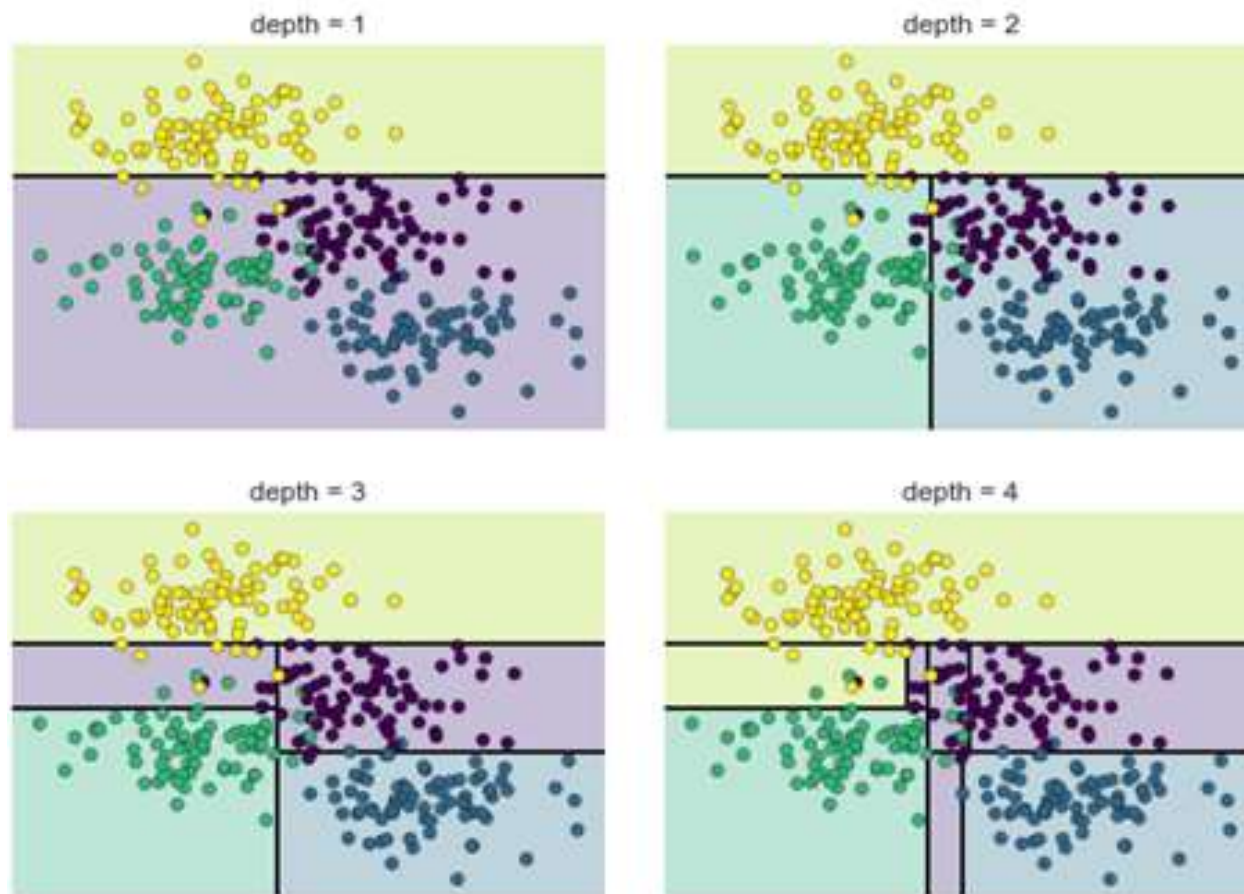 depth = 1
depth = 2
depth = 3
depth = 4